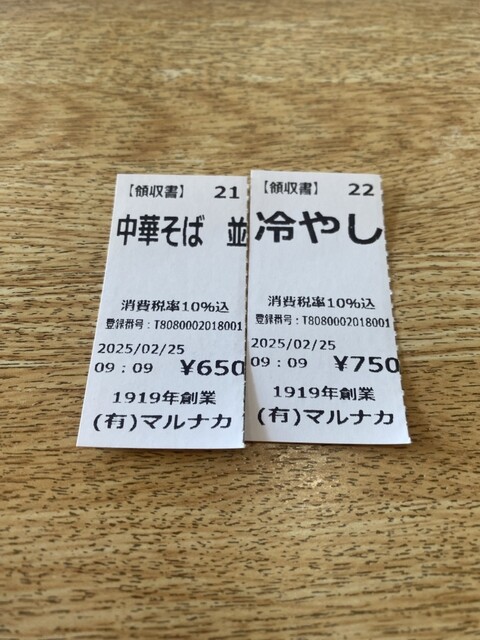 【領収書】 21
中華そば 並
消費税率10%込
登録番号：T8080002018001
2025/02/25
09：09 ¥650
1919年創業
(有)マルナカ
【領収書】 22
冷やし
消費税率10%込
登録番号：T8080002018001
2025/02/25
09：09 ¥750
1919年創業
(有)マルナカ